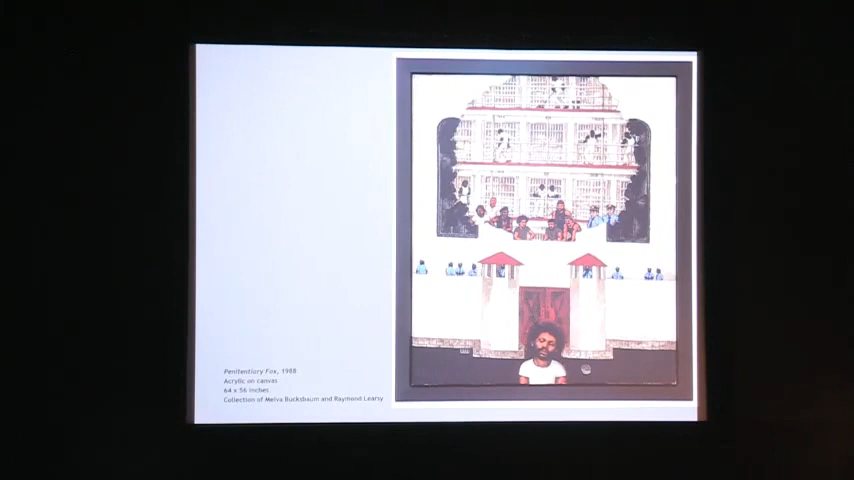 Penitentiary Fox, 1988
Acrylic on canvas
64 x 56 inches
Collection of Melva Bucksbaum and Raymond Learsy